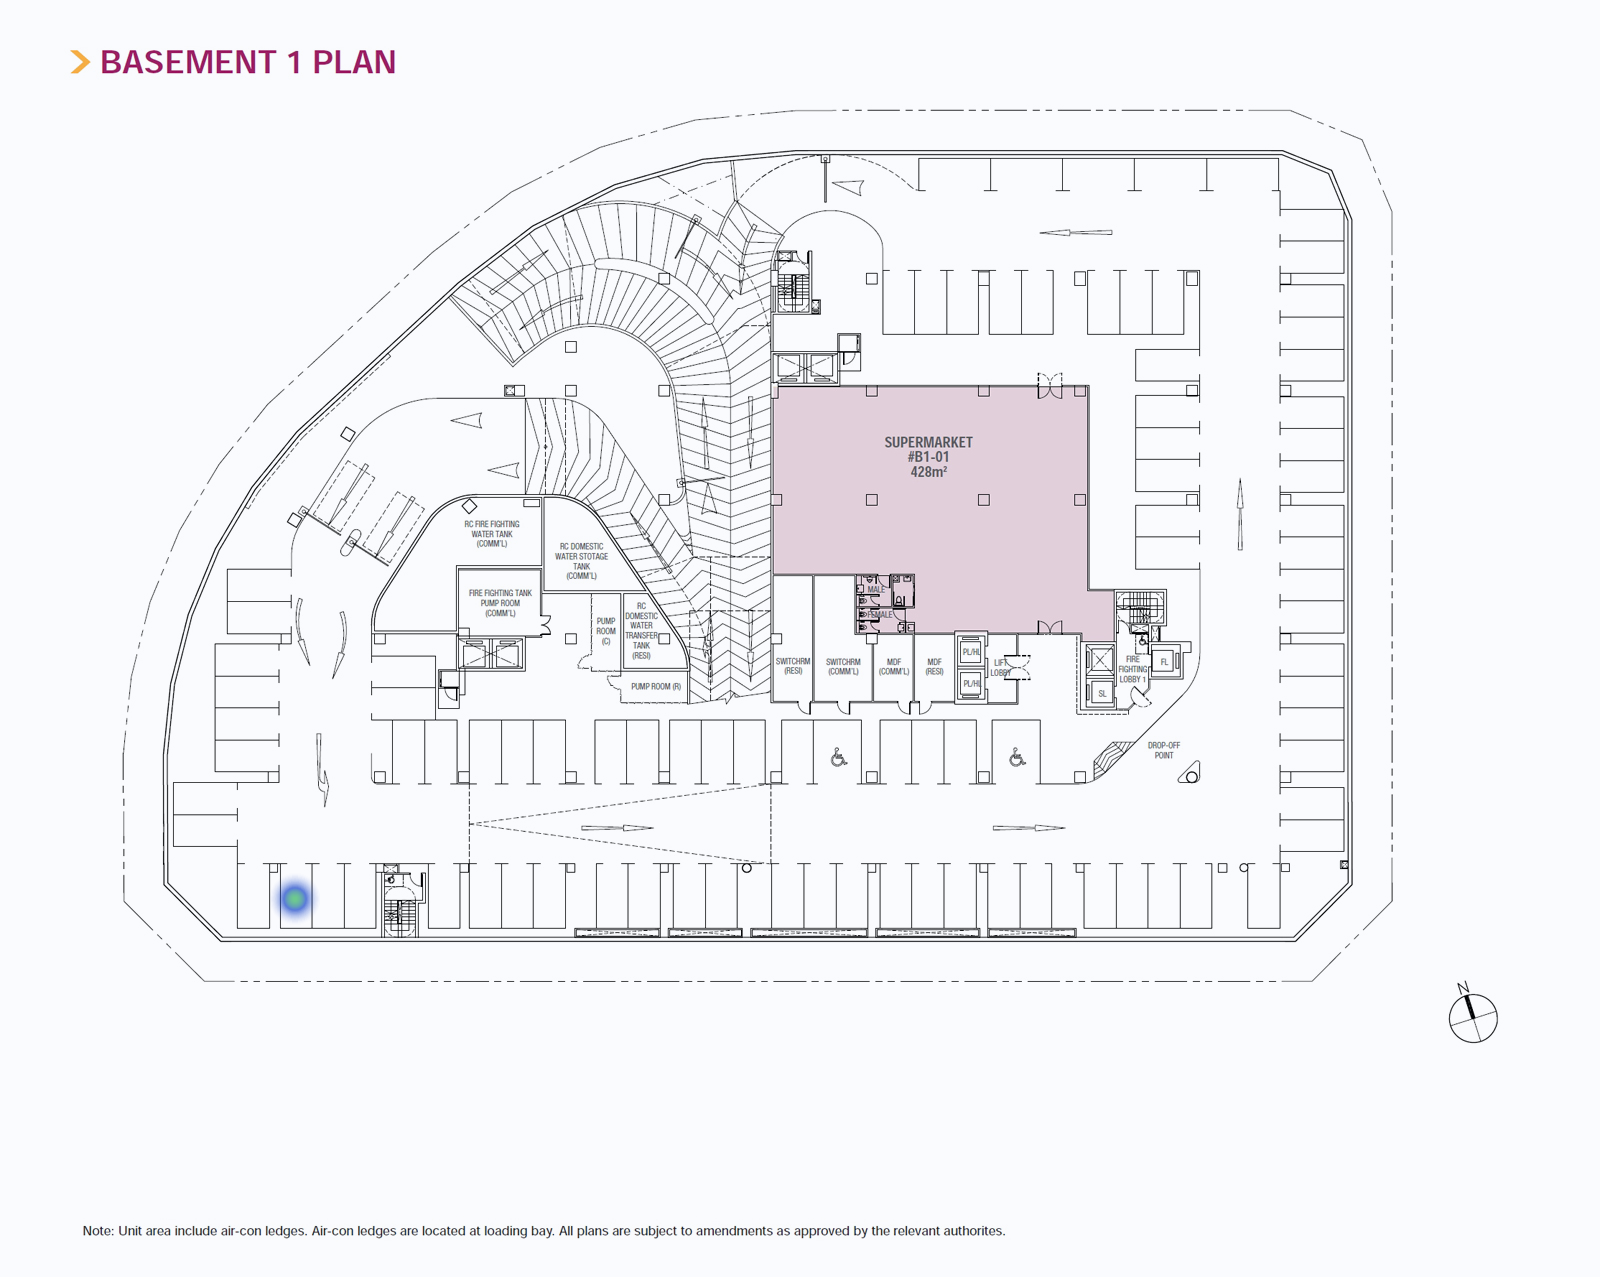 BASEMENT 1 PLAN
SUPERMARKET
#B1-01
428m²
RC FIRE FIGHTING
WATER TANK
(COMM'L)
RC DOMESTIC
WATER STOTAGE
TANK
(COMM'L)
FIRE FIGHTING TANK
PUMP ROOM
(COMM'L)
PUMP
ROOM
(C)
RC
DOMESTIC
WATER
TRANSFER
TANK
(RESI)
PUMP ROOM (R)
MALE
FEMALE
SWITCHRM
(RESI)
SWITCHRM
(COMM'L)
MDF
(COMM'L)
MDF
(RESI)
PL/HL
PL/HL
LIFT
LOBBY
FIRE
FIGHTING
LOBBY 1
FL
SL
DROP-OFF
POINT
N
Note: Unit area include air-con ledges. Air-con ledges are located at loading bay. All plans are subject to amendments as approved by the relevant authorites.